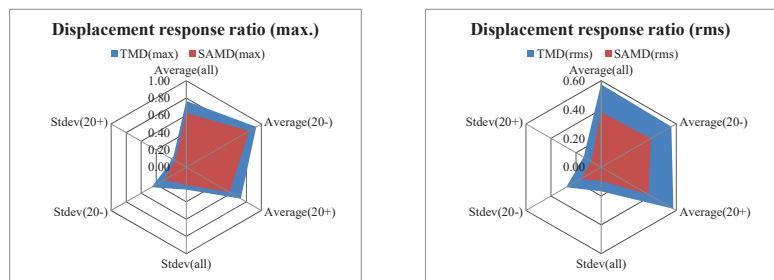 Displacement response ratio (max.)
TMD(max) SAMD(max)
Average(all)
1.00
0.80
0.60
0.40
0.20
0.00
Average(20-)
Average(20+)
Stdev(all)
Stdev(20-)
Stdev(20+)
Displacement response ratio (rms)
TMD(rms) SAMD(rms)
Average(all)
0.60
0.40
0.20
0.00
Average(20-)
Average(20+)
Stdev(all)
Stdev(20-)
Stdev(20+)